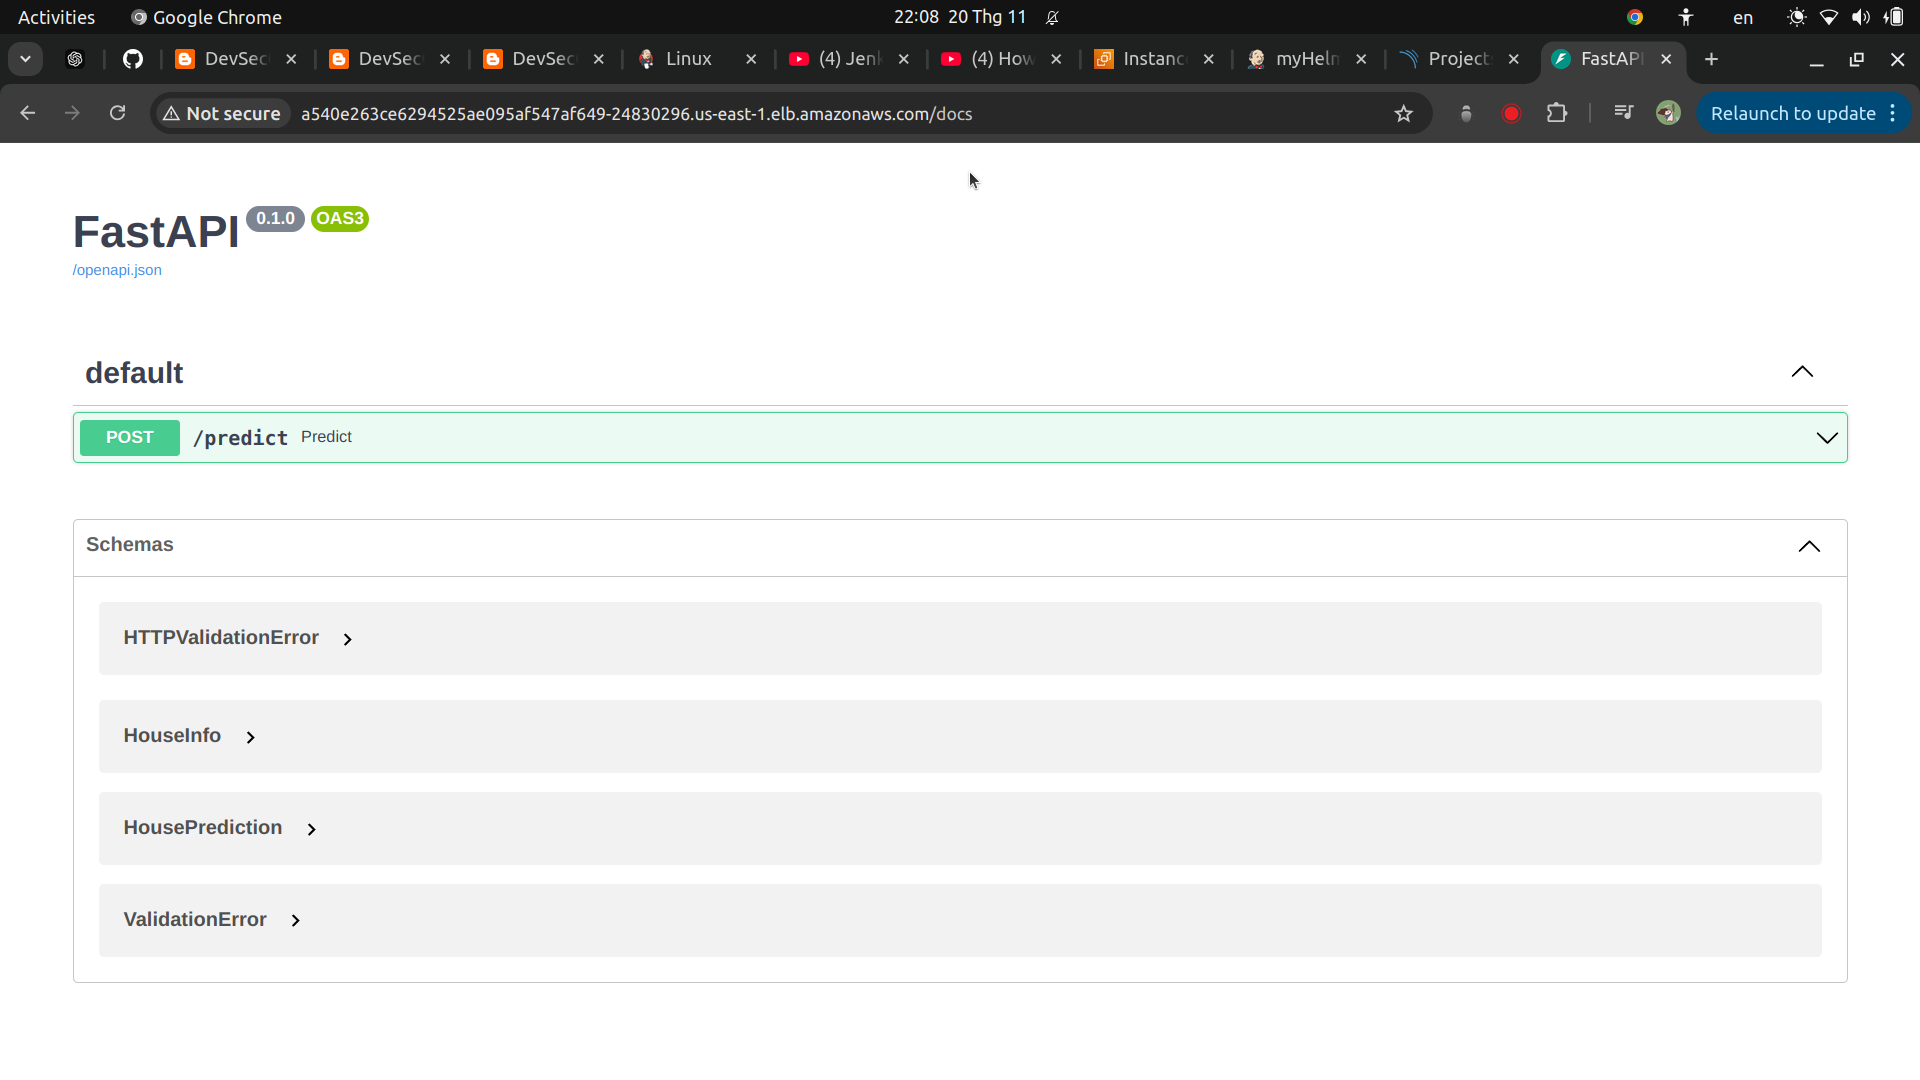 Activities Google Chrome 22:08 20 Thg 11 en
DevSec DevSec DevSec Linux (4) Jenk (4) How Instanc myHelm Projects FastAPI
Not secure a540e263ce6294525ae095af547af649-24830296.us-east-1.elb.amazonaws.com/docs Relaunch to update
FastAPI 0.1.0 OAS3
/openapi.json
default
POST /predict Predict
Schemas
HTTPValidationError
HouseInfo
HousePrediction
ValidationError